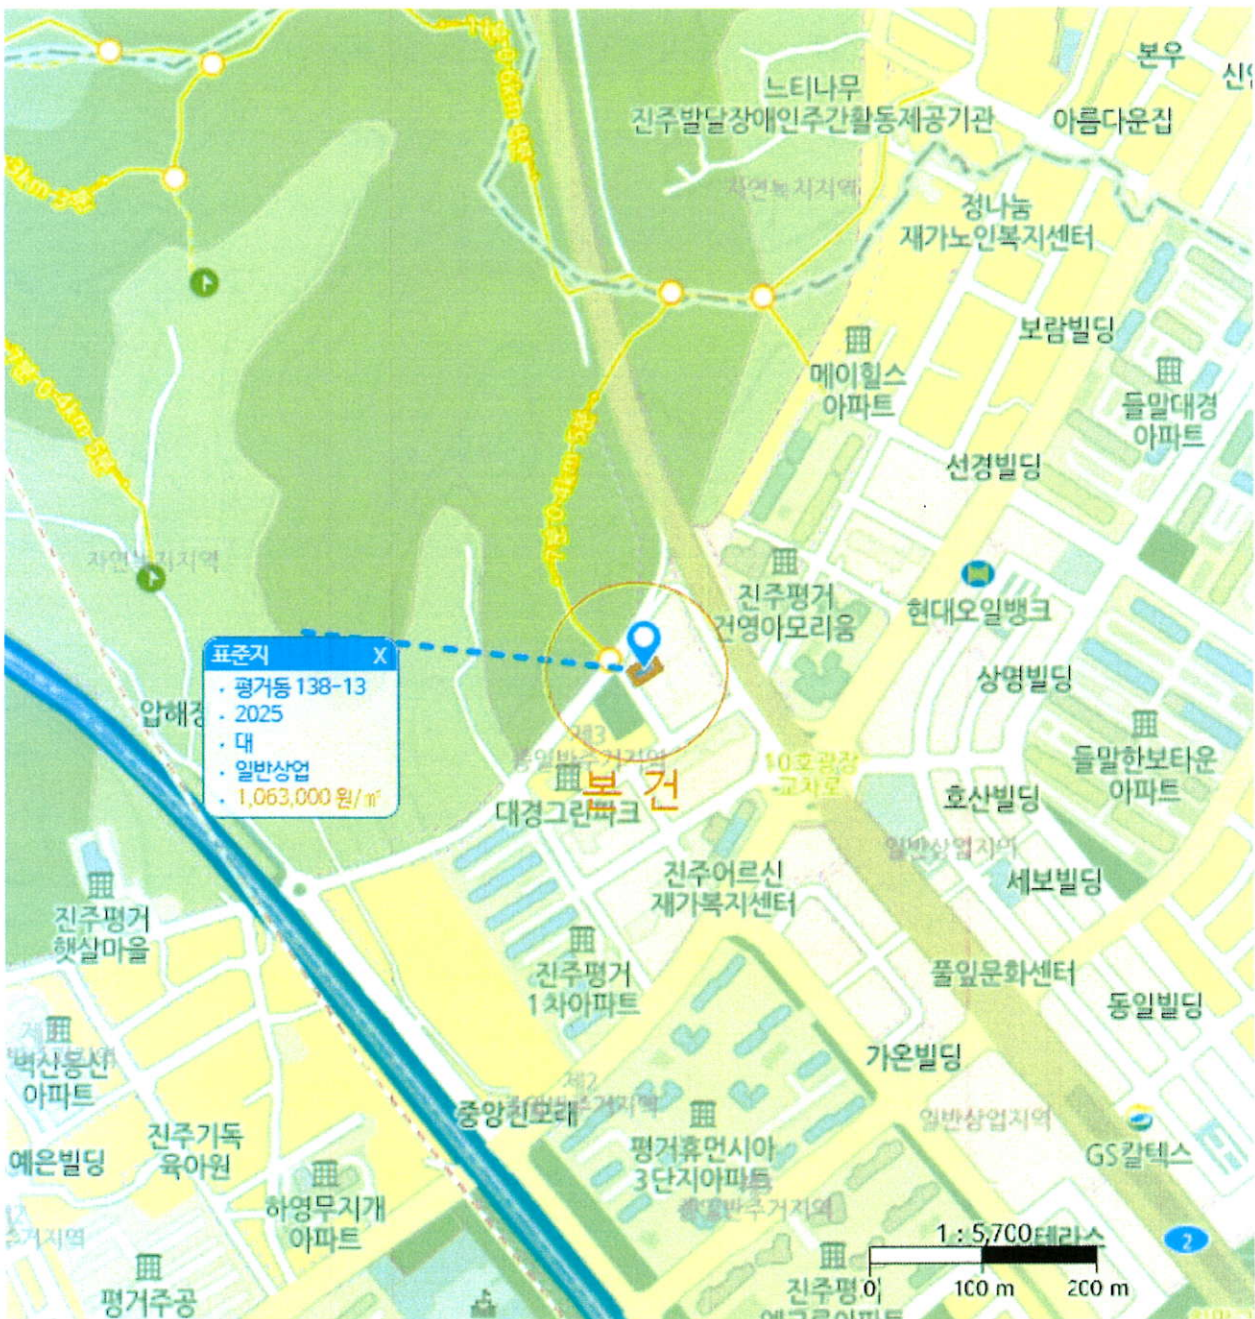 본우
느티나무
진주발달장애인주간활동제공기관
아름다운집
자연녹지지역
정나눔
재가노인복지센터
보람빌딩
메이힐스
아파트
들말대경
아파트
선경빌딩
자연녹지지역
진주평거
건영아모리움
현대오일뱅크
상영빌딩
표준지 X
· 평거동 138-13
· 2025
· 대
· 일반상업
· 1,063,000 원/㎡
제3
종일반주거지역
본 건
대경그린파크
10호광장
교차로
들말한보타운
아파트
호산빌딩
일반상업지역
세보빌딩
진주어르신
재가복지센터
진주평거
햇살마을
진주평거
1차아파트
풀잎문화센터
동일빌딩
가온빌딩
아파트
제2
중앙진모래
일반상업지역
진주기독
육아원
예은빌딩
평거휴먼시아
3단지아파트
종일반주거지역
GS칼텍스
하영무지개
아파트
1 : 5,700
테라스
2
0 100 m 200 m
평거주공